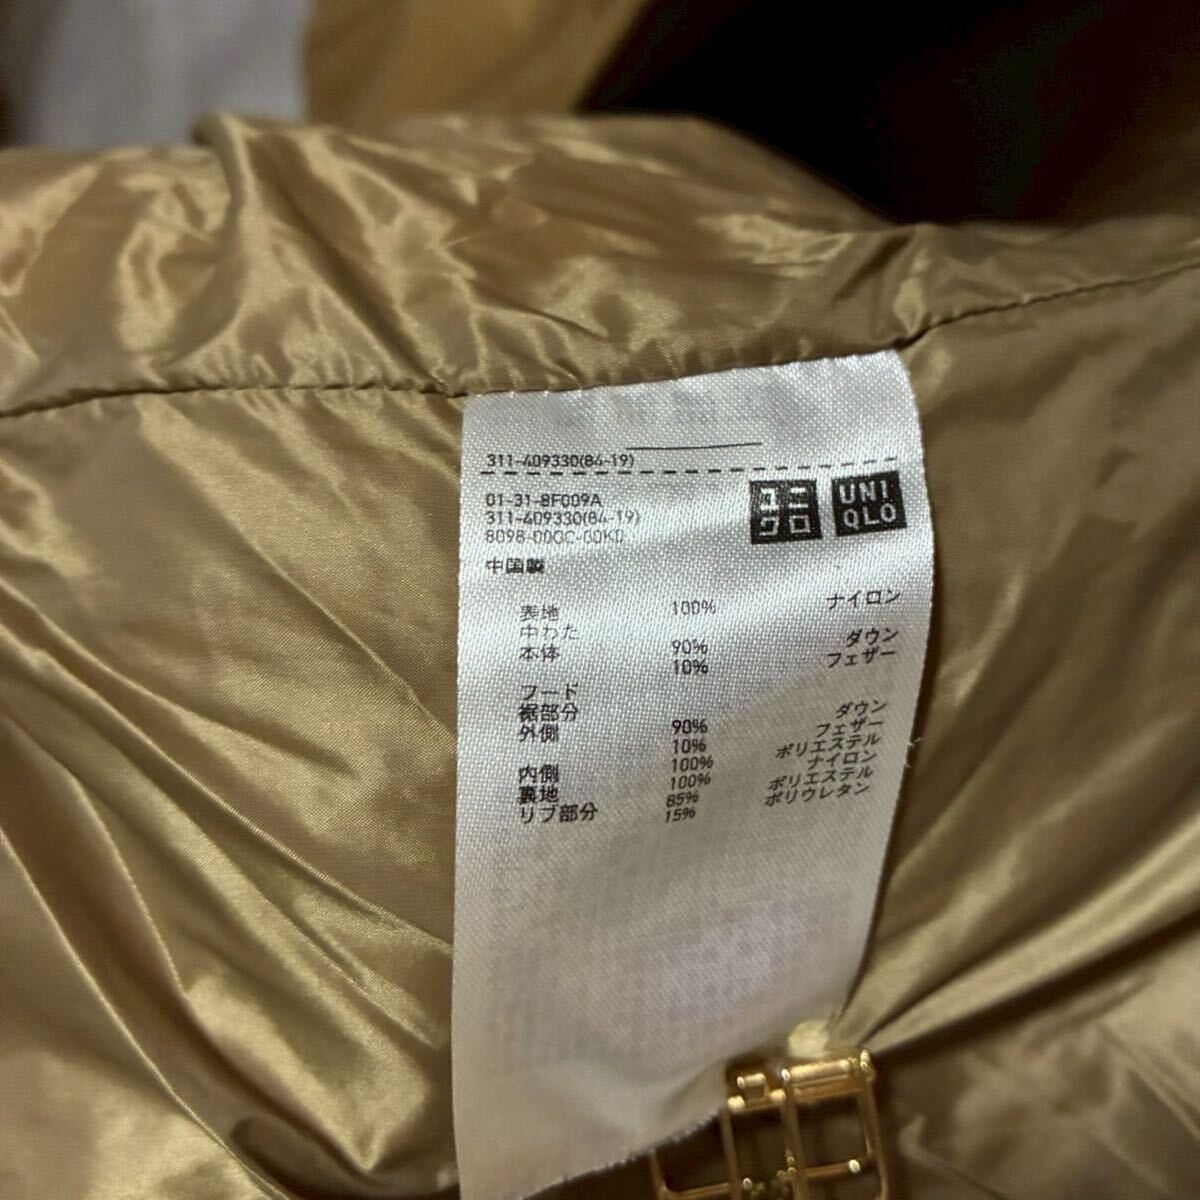 311-409330(84-19)
01-31-8F009A
311-409330(84-19)
8098-00QC-00K0
ユニクロ
UNIQLO
中国製
表地 100% ナイロン
中わた
本体 90% ダウン
10% フェザー
フード
裾部分
外側 90% ダウン
10% フェザー
内側 100% ポリエステル
裏地 100% ナイロン
リブ部分 85% ポリエステル
15% ポリウレタン